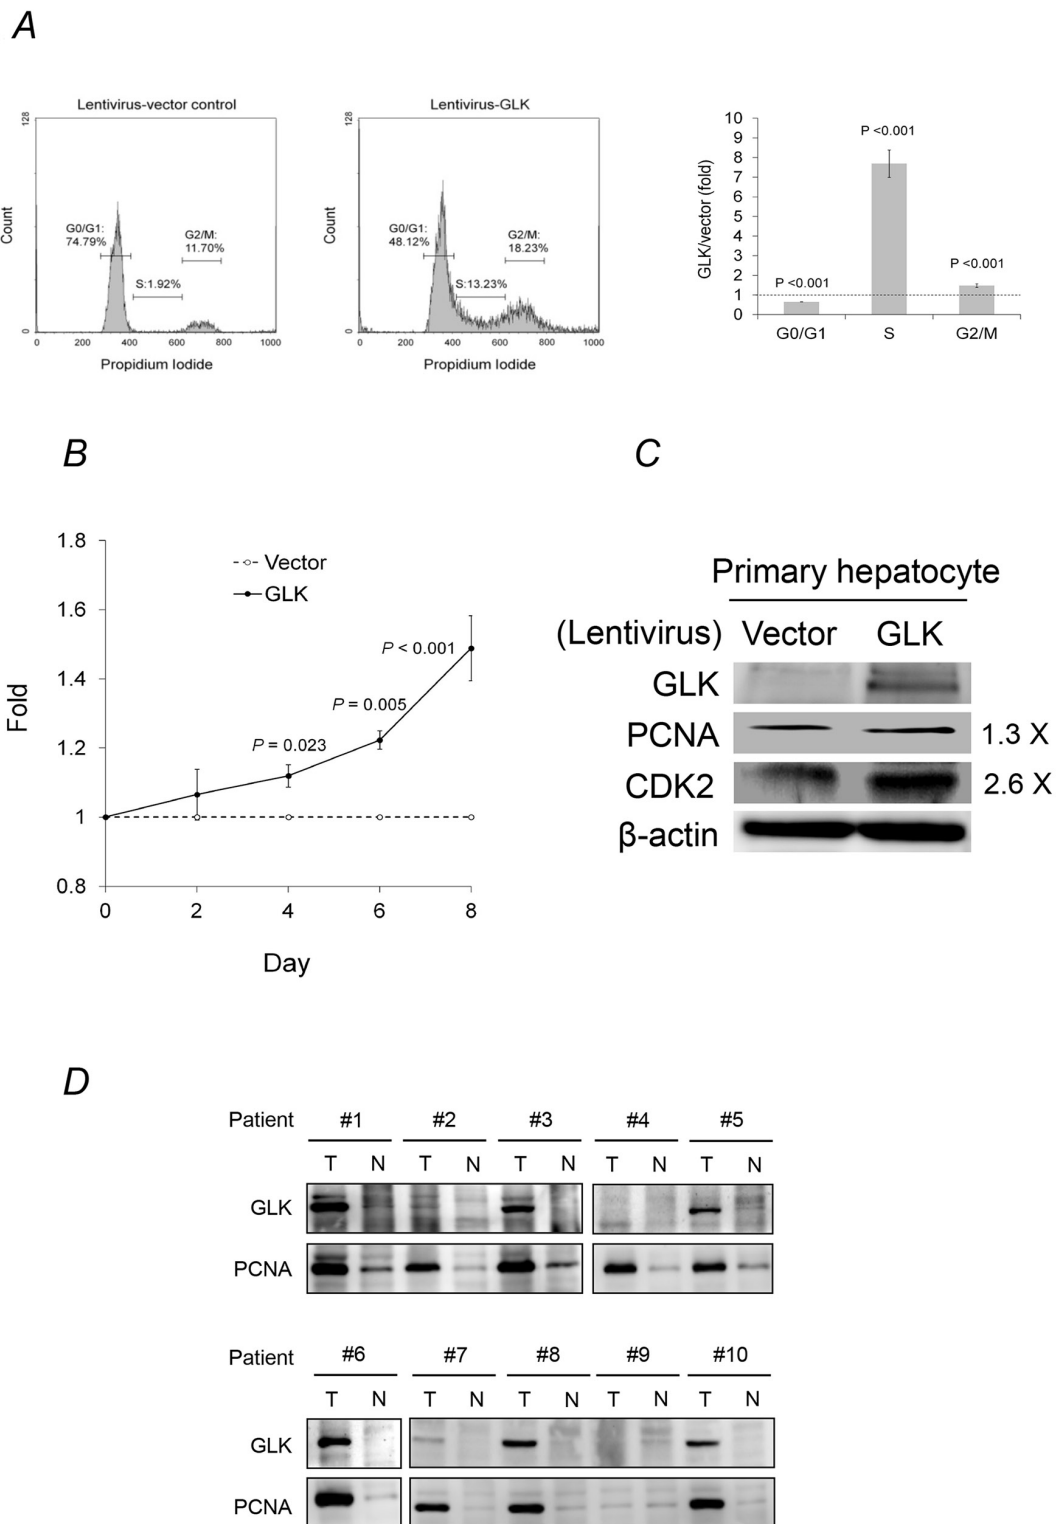 A
Lentivirus-vector control
128
Count
0
G0/G1:
74.79%
S:1.92%
G2/M:
11.70%
0 200 400 600 800 1000
Propidium Iodide
Lentivirus-GLK
128
Count
0
G0/G1:
48.12%
S:13.23%
G2/M:
18.23%
0 200 400 600 800 1000
Propidium Iodide
GLK/vector (fold)
10
9
8
7
6
5
4
3
2
1
0
P <0.001
P <0.001
P <0.001
G0/G1 S G2/M
B
Fold
1.8
1.6
1.4
1.2
1
0.8
Vector
GLK
P < 0.001
P = 0.005
P = 0.023
0 2 4 6 8
Day
C
Primary hepatocyte
(Lentivirus) Vector GLK
GLK
PCNA 1.3 X
CDK2 2.6 X
β-actin
D
Patient #1 #2 #3 #4 #5
T N T N T N T N T N
GLK
PCNA
Patient #6 #7 #8 #9 #10
T N T N T N T N T N
GLK
PCNA